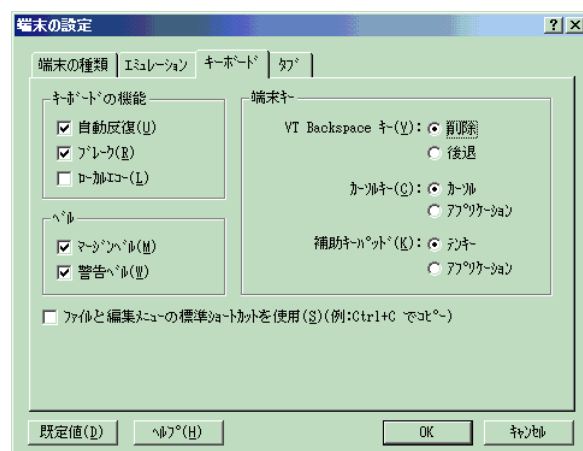 端末の設定
端末の種類 ｴﾐｭﾚｰｼｮﾝ ｷｰﾎﾞｰﾄﾞ ﾀﾌﾞ
ｷｰﾎﾞｰﾄﾞの機能
自動反復(U)
ﾌﾞﾚｰｸ(R)
ﾛｰｶﾙｴｺｰ(L)
ﾍﾞﾙ
ﾏｰｼﾞﾝﾍﾞﾙ(M)
警告ﾍﾞﾙ(W)
端末ｷｰ
VT Backspace ｷｰ(V): 削除
後退
ｶｰｿﾙｷｰ(C): ｶｰｿﾙ
ｱﾌﾟﾘｹｰｼｮﾝ
補助ｷｰﾊﾟｯﾄﾞ(K): ﾃﾝｷｰ
ｱﾌﾟﾘｹｰｼｮﾝ
ﾌｧｲﾙと編集ﾒﾆｭｰの標準ｼｮｰﾄｶｯﾄを使用(S)(例:Ctrl+C でｺﾋﾟｰ)
既定値(D) ﾍﾙﾌﾟ(H) OK ｷｬﾝｾﾙ